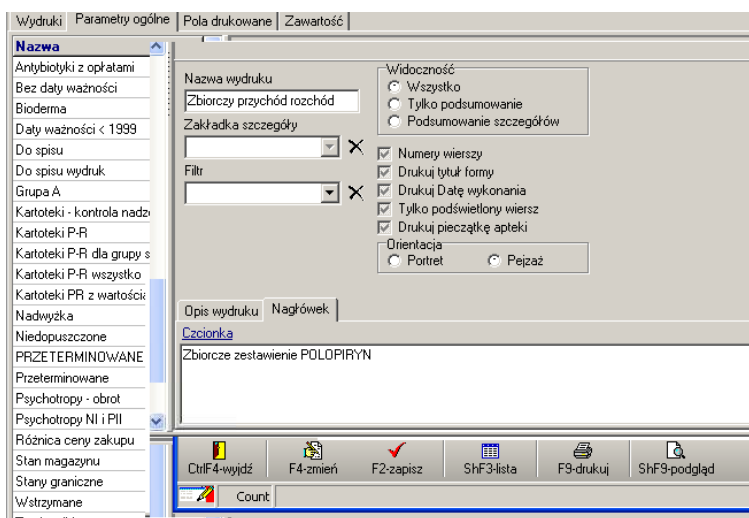 Wydruki Parametry ogólne Pola drukowane Zawartość
Nazwa
Antybiotyki z opłatami
Bez daty ważności
Bioderma
Daty ważności < 1999
Do spisu
Do spisu wydruk
Grupa A
Kartoteki - kontrola nadz
Kartoteki P-R
Kartoteki P-R dla grupy s
Kartoteki P-R wszystko
Kartoteki PR z wartością
Nadwyżka
Niedopuszczone
PRZETERMINOWANE
Przeterminowane
Psychotropy - obrot
Psychotropy NI i PII
Różnica ceny zakupu
Stan magazynu
Stany graniczne
Wstrzymane
Nazwa wydruku
Zbiorczy przychód rozchód
Zakładka szczegóły
Filtr
Widoczność
Wszystko
Tylko podsumowanie
Podsumowanie szczegółów
Numery wierszy
Drukuj tytuł formy
Drukuj Datę wykonania
Tylko podświetlony wiersz
Drukuj pieczątkę apteki
Orientacja
Portret Pejzaż
Opis wydruku Nagłówek
Czcionka
Zbiorcze zestawienie POLOPIRYN
CtrlF4-wyjdź F4-zmień F2-zapisz ShF3-lista F9-drukuj ShF9-podgląd
Count